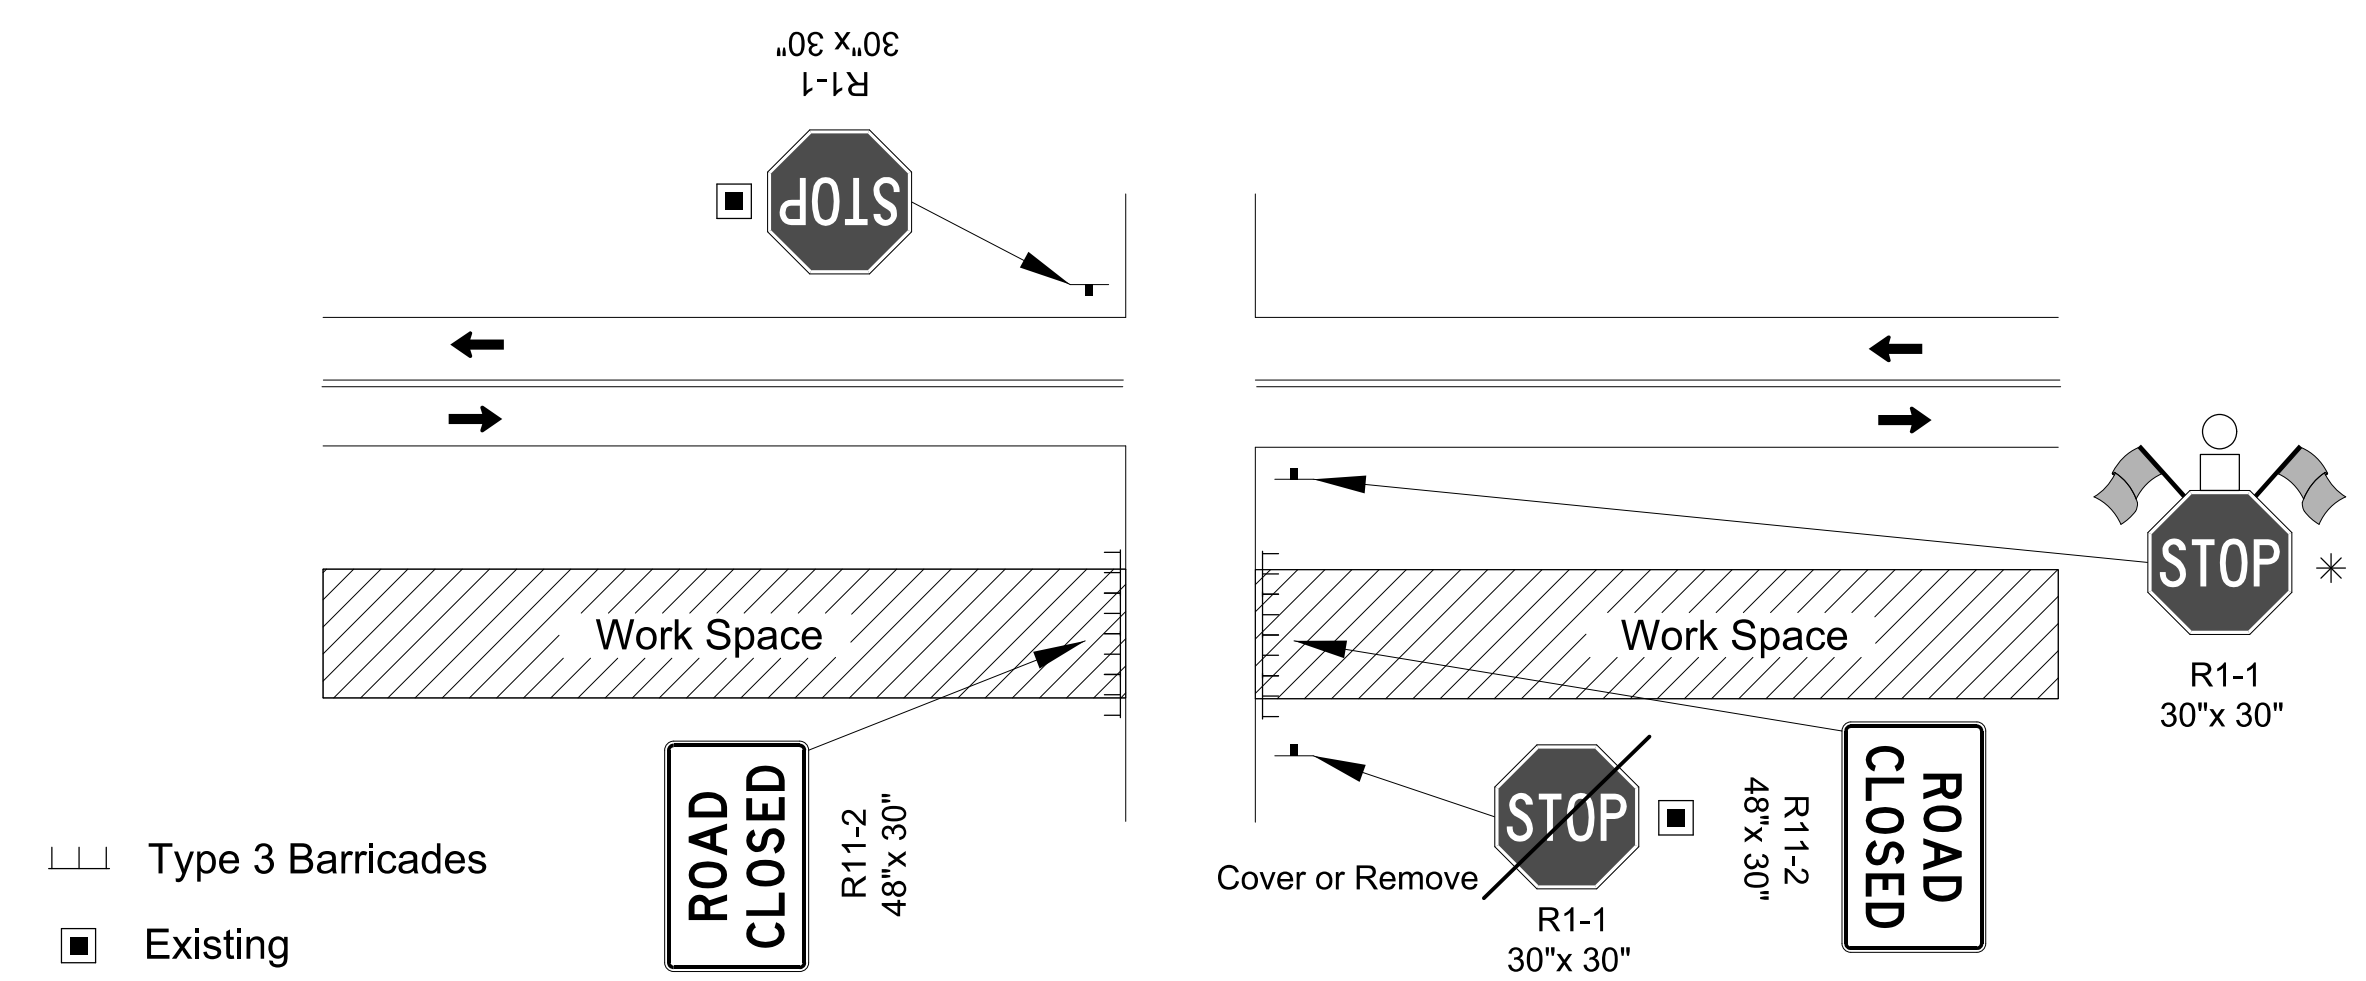 30"x 30"
R1-1
STOP
STOP
R1-1
30"x 30"
Work Space
Work Space
ROAD
CLOSED
R11-2
48"x 30"
STOP
Cover or Remove
R1-1
30"x 30"
R11-2
48"x 30"
ROAD
CLOSED
Type 3 Barricades
Existing